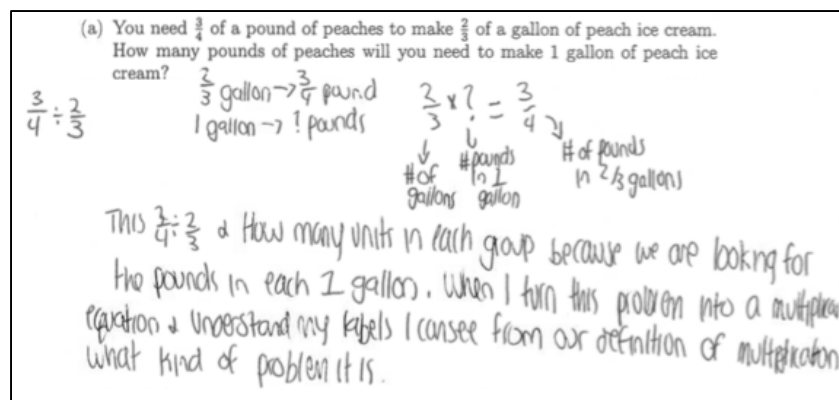 (a) You need 3/4 of a pound of peaches to make 2/3 of a gallon of peach ice cream.
How many pounds of peaches will you need to make 1 gallon of peach ice
cream?
3/4 ÷ 2/3
2/3 gallon -> 3/4 pound
1 gallon -> ? pounds
2/3 x ? = 3/4
# of gallons
# pounds in 1 gallon
# of pounds in 2/3 gallons
This 3/4 ÷ 2/3 & How many units in each group because we are looking for
the pounds in each 1 gallon. When I turn this problem into a
equation & understand my labels I can see from our definition of multiplication
what kind of problem it is.